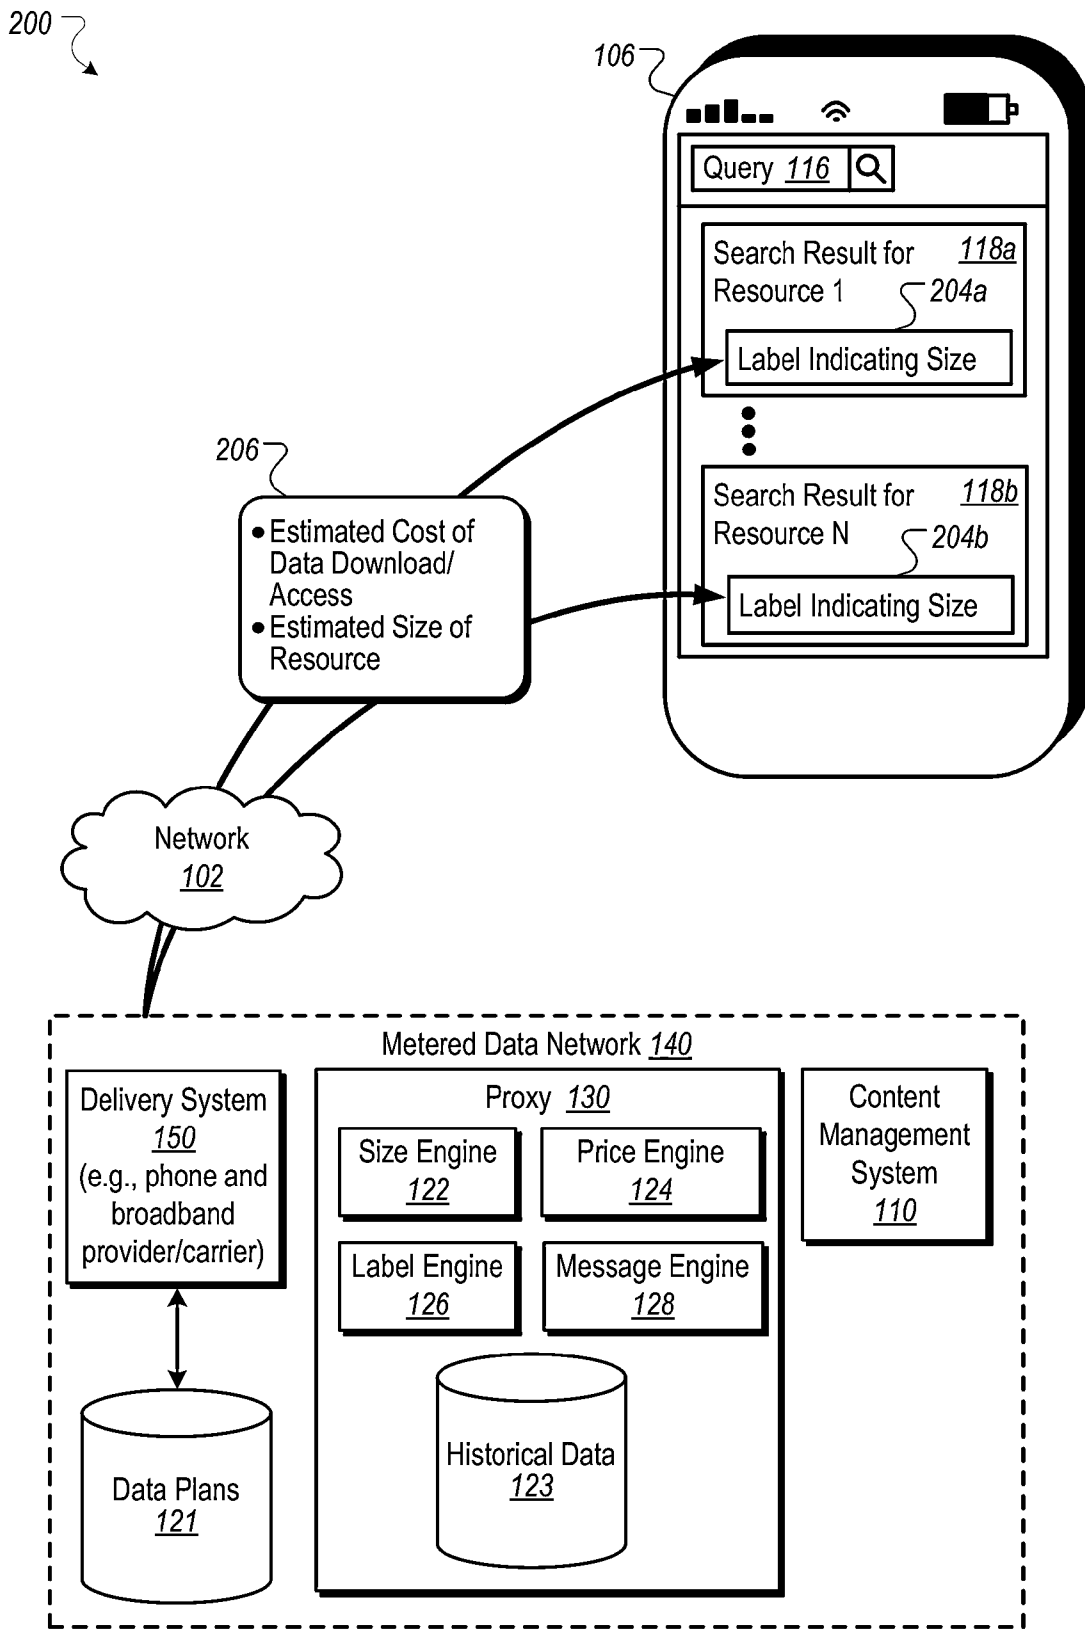 200
106
Query 116
Search Result for 118a
Resource 1
204a
Label Indicating Size
206
• Estimated Cost of
Data Download/
Access
• Estimated Size of
Resource
Search Result for 118b
Resource N
204b
Label Indicating Size
Network
102
Metered Data Network 140
Delivery System
150
(e.g., phone and
broadband
provider/carrier)
Proxy 130
Size Engine
122
Price Engine
124
Label Engine
126
Message Engine
128
Historical Data
123
Content
Management
System
110
Data Plans
121